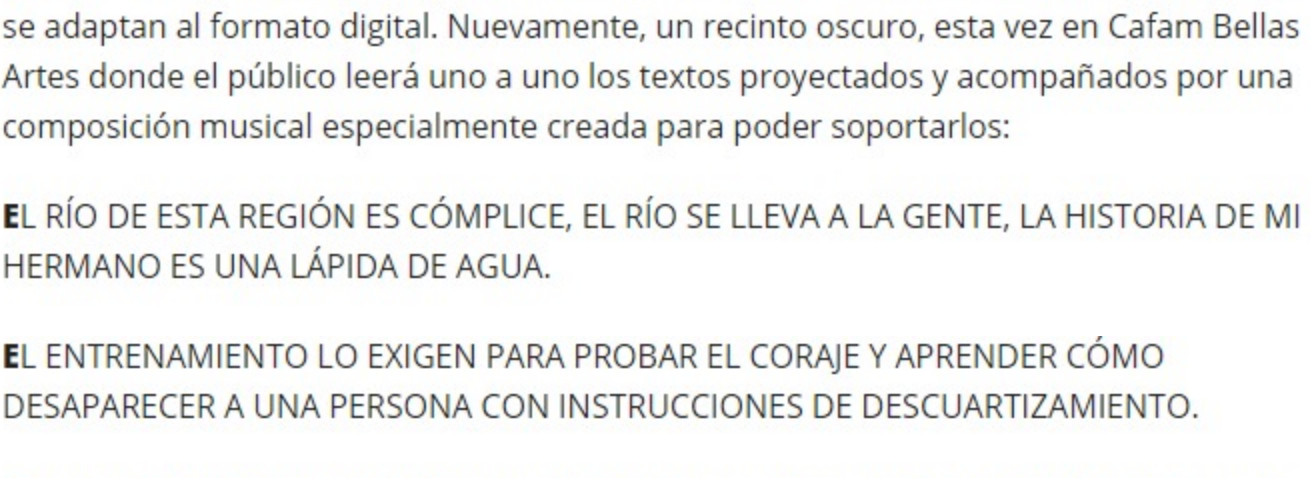 se adaptan al formato digital. Nuevamente, un recinto oscuro, esta vez en Cafam Bellas
Artes donde el público leerá uno a uno los textos proyectados y acompañados por una
composición musical especialmente creada para poder soportarlos:
EL RÍO DE ESTA REGIÓN ES CÓMPLICE, EL RÍO SE LLEVA A LA GENTE, LA HISTORIA DE MI
HERMANO ES UNA LÁPIDA DE AGUA.
EL ENTRENAMIENTO LO EXIGEN PARA PROBAR EL CORAJE Y APRENDER CÓMO
DESAPARECER A UNA PERSONA CON INSTRUCCIONES DE DESCUARTIZAMIENTO.